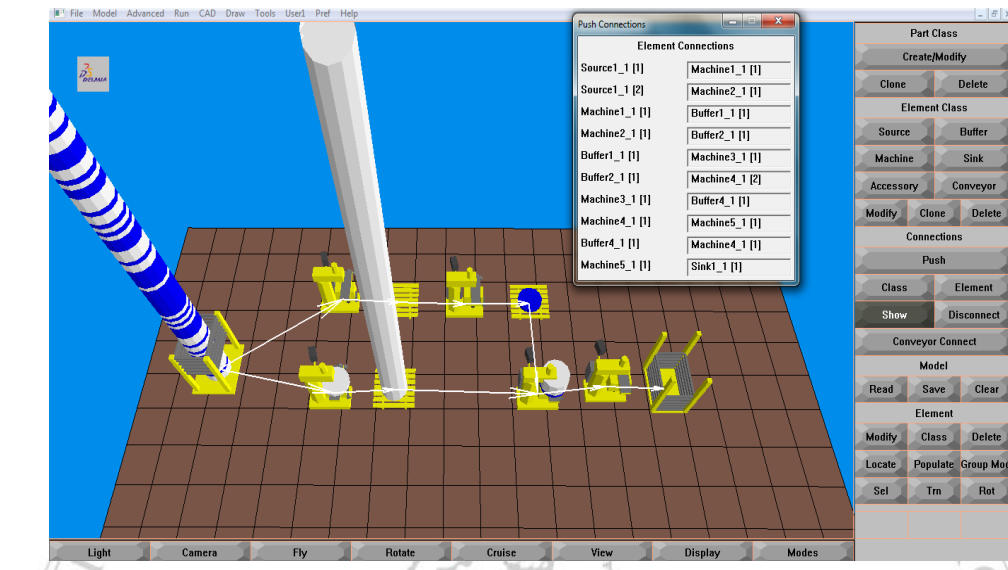 File Model Advanced Run CAD Draw Tools User1 Pref Help
DELMIA
Push Connections
Element Connections
Source1_1 [1] Machine1_1 [1]
Source1_1 [2] Machine2_1 [1]
Machine1_1 [1] Buffer1_1 [1]
Machine2_1 [1] Buffer2_1 [1]
Buffer1_1 [1] Machine3_1 [1]
Buffer2_1 [1] Machine4_1 [2]
Machine3_1 [1] Buffer4_1 [1]
Machine4_1 [1] Machine5_1 [1]
Buffer4_1 [1] Machine4_1 [1]
Machine5_1 [1] Sink1_1 [1]
Part Class
Create/Modify
Clone Delete
Element Class
Source Buffer
Machine Sink
Accessory Conveyor
Modify Clone Delete
Connections
Push
Class Element
Show Disconnect
Conveyor Connect
Model
Read Save Clear
Element
Modify Class Delete
Locate Populate Group Mo
Sel Trn Rot
Light Camera Fly Rotate Cruise View Display Modes